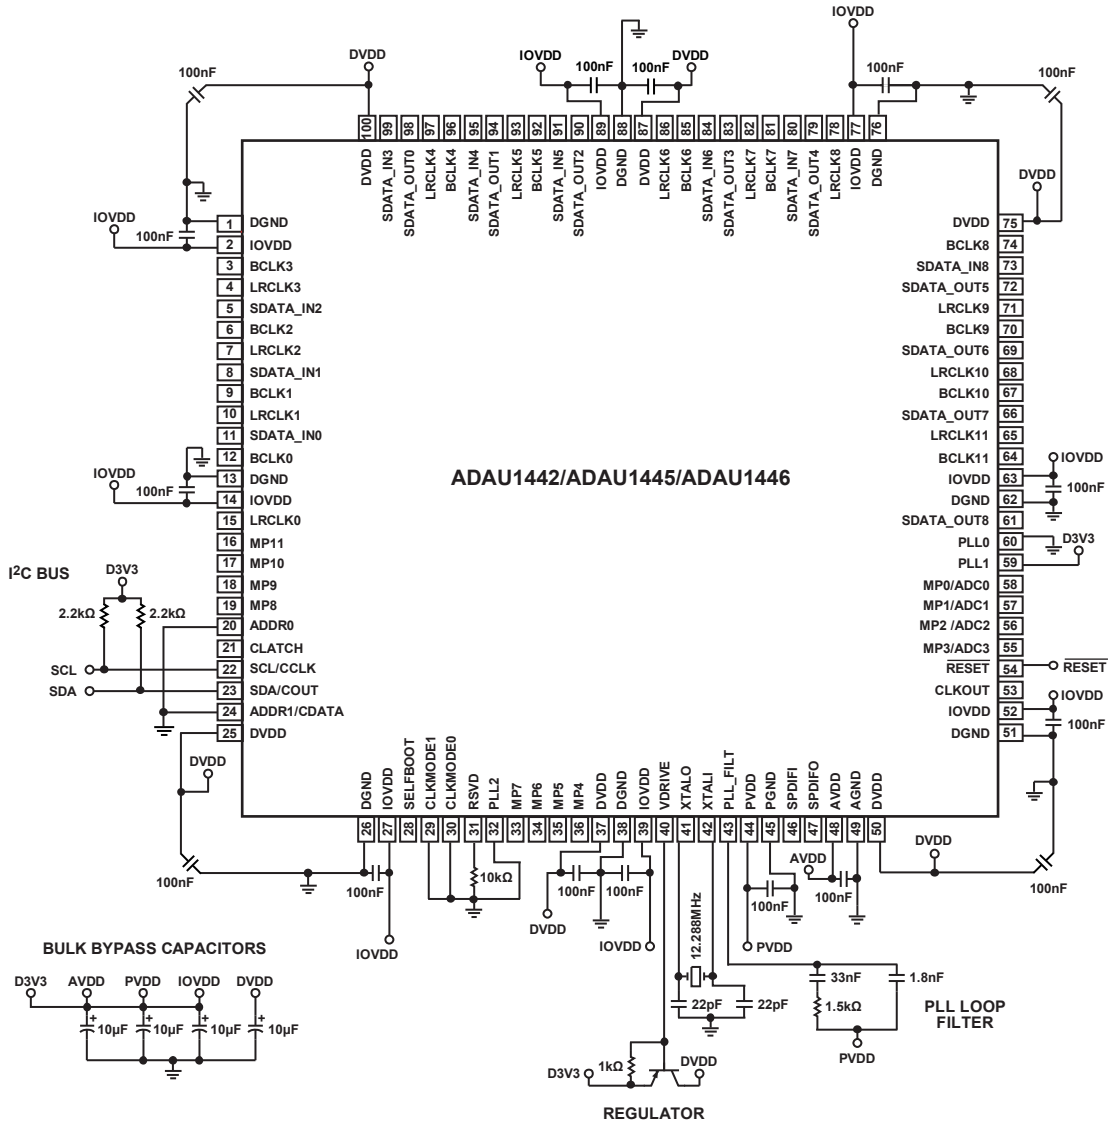 IOVDD
DVDD
IOVDD
DVDD
100nF
100nF
100nF
100nF
100nF
100
99
98
97
96
95
94
93
92
91
90
89
88
87
86
85
84
83
82
81
80
79
78
77
76
DVDD
SDATA_IN3
SDATA_OUT0
LRCLK4
BCLK4
SDATA_IN4
SDATA_OUT1
LRCLK5
BCLK5
SDATA_IN5
SDATA_OUT2
IOVDD
DGND
DVDD
LRCLK6
BCLK6
SDATA_IN6
SDATA_OUT3
LRCLK7
BCLK7
SDATA_IN7
SDATA_OUT4
LRCLK8
IOVDD
DGND
IOVDD
100nF
1 DGND
2 IOVDD
3 BCLK3
4 LRCLK3
5 SDATA_IN2
6 BCLK2
7 LRCLK2
8 SDATA_IN1
9 BCLK1
10 LRCLK1
11 SDATA_IN0
12 BCLK0
13 DGND
14 IOVDD
15 LRCLK0
16 MP11
17 MP10
18 MP9
19 MP8
20 ADDR0
21 CLATCH
22 SCL/CCLK
23 SDA/COUT
24 ADDR1/CDATA
25 DVDD
IOVDD
100nF
I2C BUS
D3V3
2.2kΩ
2.2kΩ
SCL
SDA
DVDD
ADAU1442/ADAU1445/ADAU1446
DVDD
DVDD 75
BCLK8 74
SDATA_IN8 73
SDATA_OUT5 72
LRCLK9 71
BCLK9 70
SDATA_OUT6 69
LRCLK10 68
BCLK10 67
SDATA_OUT7 66
LRCLK11 65
BCLK11 64
IOVDD 63
DGND 62
SDATA_OUT8 61
PLL0 60
PLL1 59
MP0/ADC0 58
MP1/ADC1 57
MP2 /ADC2 56
MP3/ADC3 55
RESET 54
CLKOUT 53
IOVDD 52
DGND 51
IOVDD
100nF
D3V3
RESET
IOVDD
100nF
DGND
IOVDD
SELFBOOT
CLKMODE1
CLKMODE0
RSVD
PLL2
MP7
MP6
MP5
MP4
DVDD
DGND
IOVDD
VDRIVE
XTALO
XTALI
PLL_FILT
PVDD
PGND
SPDIFI
SPDIFO
AVDD
AGND
DVDD
26
27
28
29
30
31
32
33
34
35
36
37
38
39
40
41
42
43
44
45
46
47
48
49
50
100nF
100nF
IOVDD
10kΩ
100nF
100nF
DVDD
IOVDD
12.288MHz
22pF
22pF
100nF
PVDD
AVDD
100nF
DVDD
100nF
BULK BYPASS CAPACITORS
D3V3
AVDD
PVDD
IOVDD
DVDD
+
+
+
+
10µF
10µF
10µF
10µF
33nF
1.8nF
1.5kΩ
PVDD
PLL LOOP
FILTER
1kΩ
D3V3
DVDD
REGULATOR